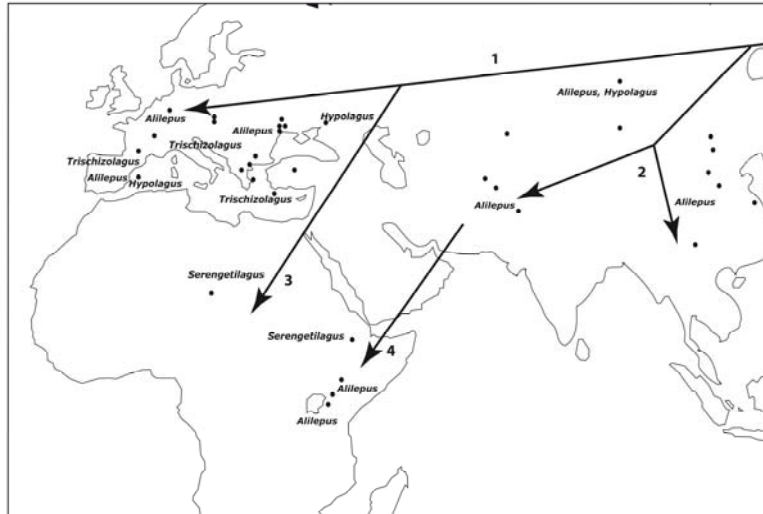 1
Alilepus, Hypolagus
Alilepus
Hypolagus
Alilepus
Trischizolagus
2
Trischizolagus
Alilepus
Hypolagus
Trischizolagus
Alilepus
Alilepus
3
Serengetilagus
Serengetilagus
4
Alilepus
Alilepus